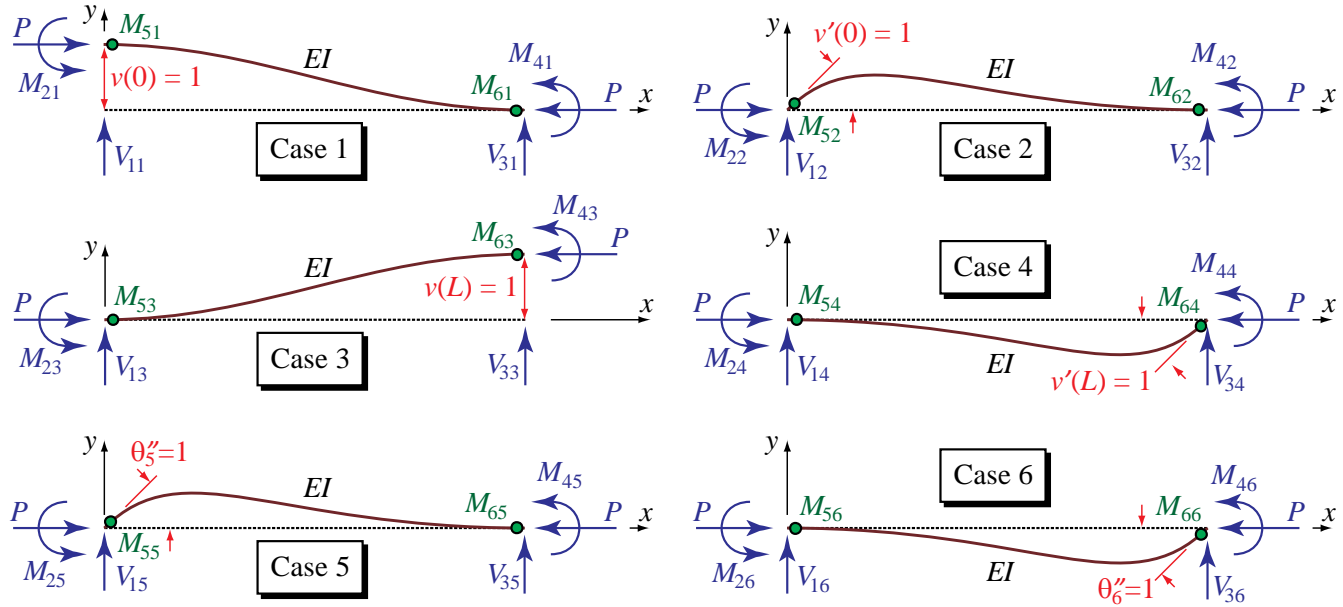 y
P M₅₁ EI M₄₁
M₂₁ v(0) = 1 M₆₁ P x
V₁₁ Case 1 V₃₁
y v′(0) = 1 EI M₄₂
P M₆₂ P x
M₂₂ M₅₂ V₁₂ Case 2 V₃₂
y M₄₃
M₆₃ P
P M₅₃ EI v(L) = 1 x
M₂₃ V₁₃ Case 3 V₃₃
y Case 4 M₄₄
P M₅₄ M₆₄ P x
M₂₄ V₁₄ EI v′(L) = 1 V₃₄
y θ₅″=1 EI M₄₅
P M₆₅ P x
M₂₅ M₅₅ V₁₅ Case 5 V₃₅
y Case 6 M₄₆
P M₅₆ M₆₆ P x
M₂₆ V₁₆ EI θ₆″=1 V₃₆